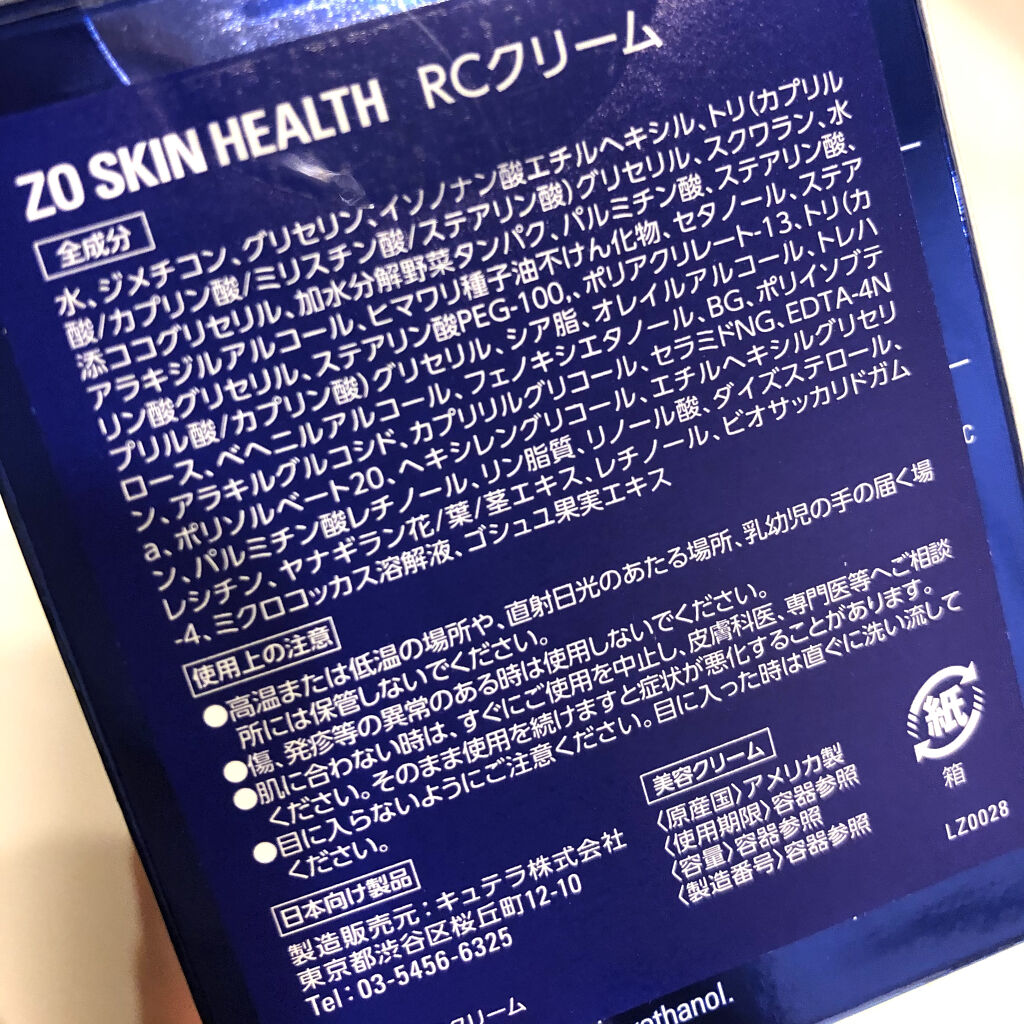 ZO SKIN HEALTH RCクリーム
全成分
水、ジメチコン、グリセリン、イソノナン酸エチルヘキシル、トリ(カプリル
酸/カプリン酸/ミリスチン酸/ステアリン酸)グリセリル、スクワラン、水
添ココグリセリル、加水分解野菜タンパク、パルミチン酸、ステアリン酸、
アラキジルアルコール、ヒマワリ種子油不けん化物、セタノール、ステア
リン酸グリセリル、ステアリン酸PEG-100,、ポリアクリレート-13、トリ(カ
プリル酸/カプリン酸)グリセリル、シア脂、オレイルアルコール、トレハ
ロース、ベヘニルアルコール、フェノキシエタノール、BG、ポリイソブテ
ン、アラキルグルコシド、カプリリルグリコール、セラミドNG、EDTA-4N
a、ポリソルベート20、ヘキシレングリコール、エチルヘキシルグリセリ
ン、パルミチン酸レチノール、リン脂質、リノール酸、ダイズステロール、
レシチン、ヤナギラン花/葉/茎エキス、レチノール、ビオサッカリドガム
-4、ミクロコッカス溶解液、ゴシュユ果実エキス
使用上の注意
●高温または低温の場所や、直射日光のあたる場所、乳幼児の手の届く場
所には保管しないでください。
●傷、発疹等の異常のある時は使用しないでください。
●肌に合わない時は、すぐにご使用を中止し、皮膚科医、専門医等へご相談
ください。そのまま使用を続けますと症状が悪化することがあります。
●目に入らないようにご注意ください。目に入った時は直ぐに洗い流して
ください。
日本向け製品
製造販売元:キュテラ株式会社
東京都渋谷区桜丘町12-10
Tel:03-5456-6325
美容クリーム
〈原産国〉アメリカ製
〈使用期限〉容器参照
〈容量〉容器参照
〈製造番号〉容器参照
紙
箱
LZ0028
C
クリーム